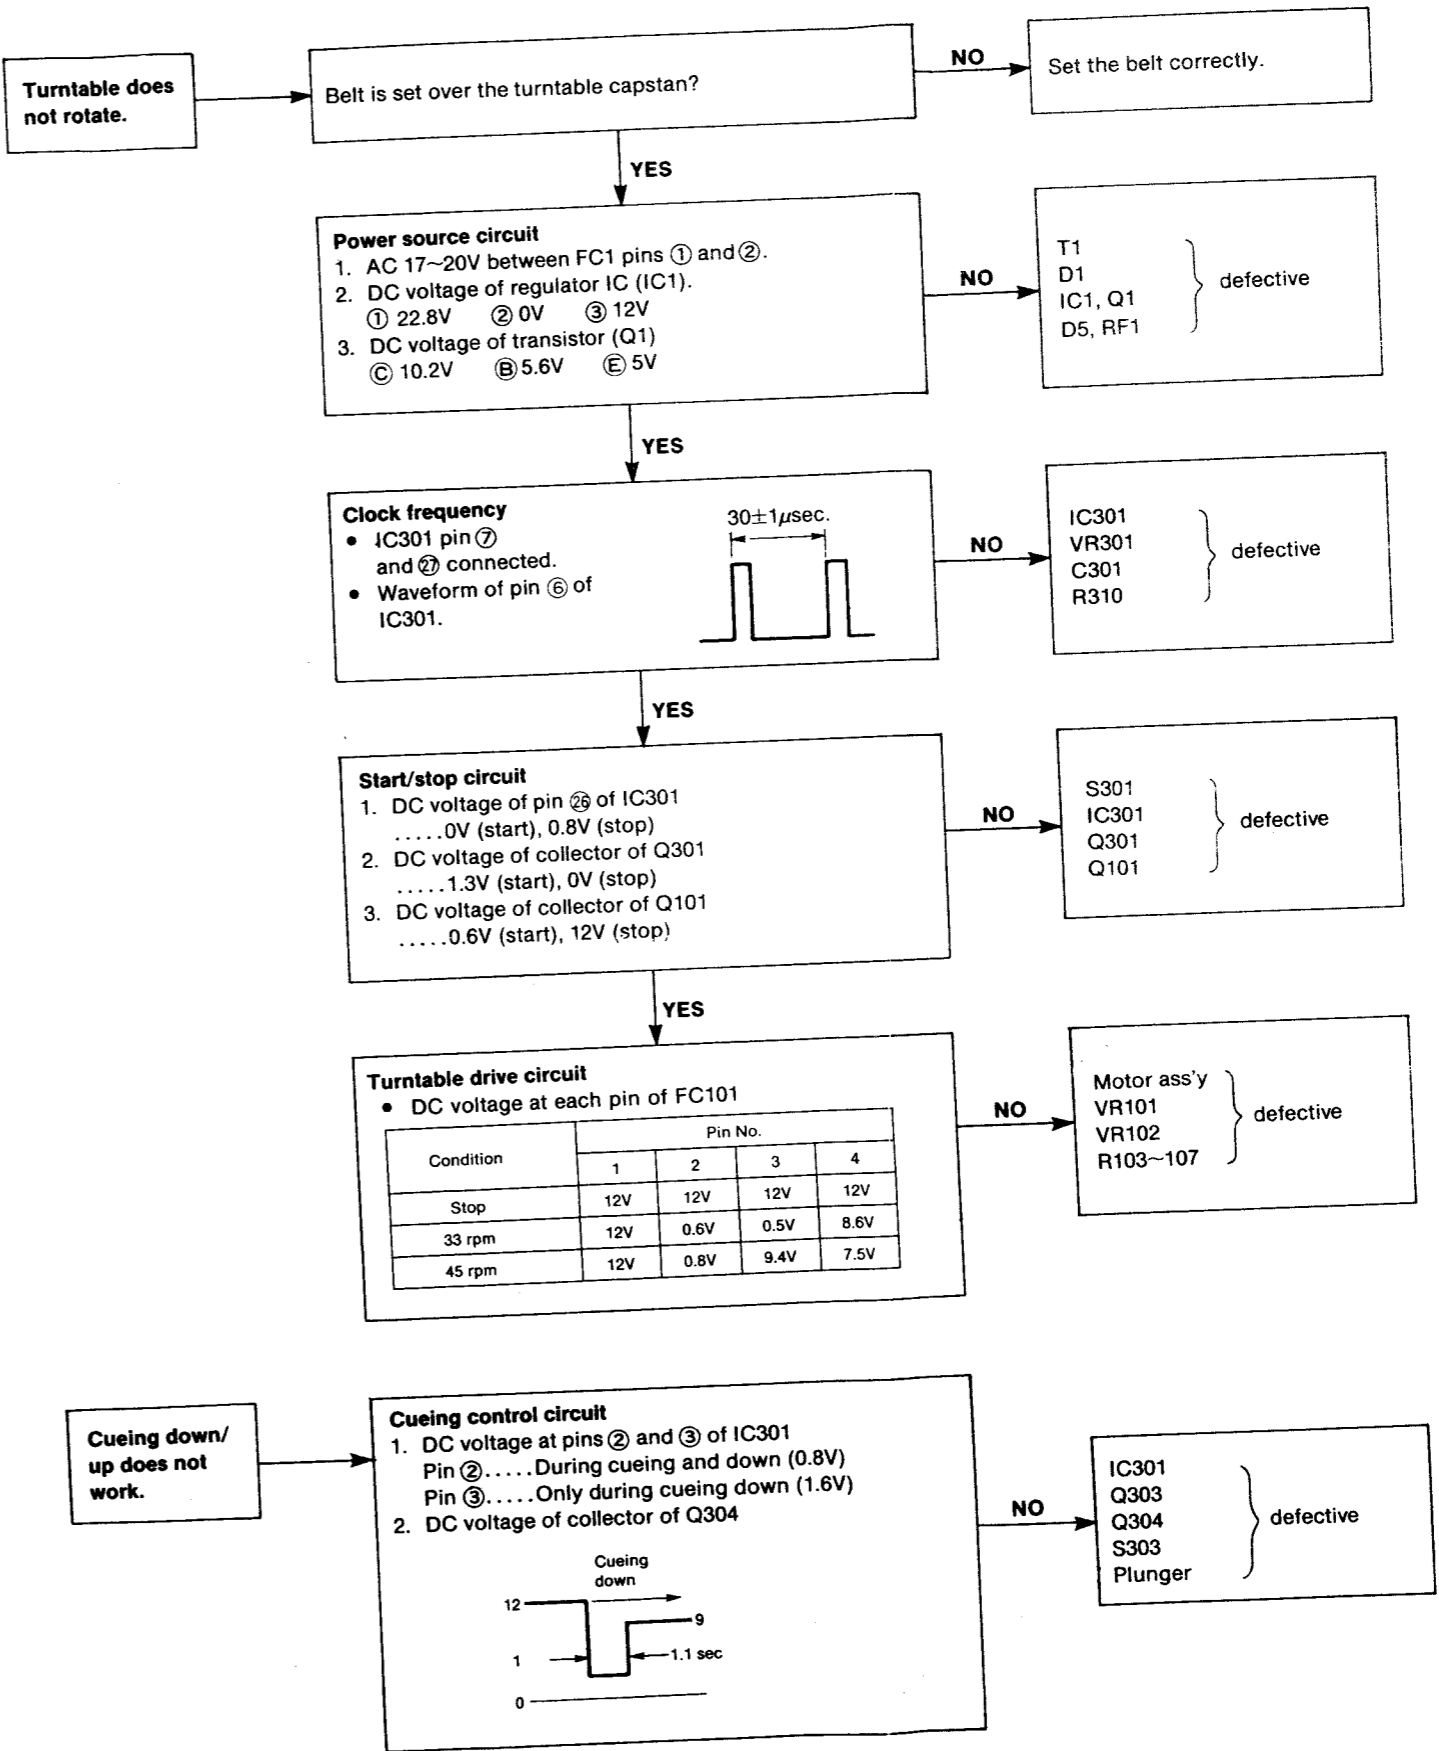 Turntable does
not rotate.
Belt is set over the turntable capstan?
NO
Set the belt correctly.
YES
Power source circuit
1. AC 17~20V between FC1 pins ① and ②.
2. DC voltage of regulator IC (IC1).
① 22.8V ② 0V ③ 12V
3. DC voltage of transistor (Q1)
Ⓒ 10.2V Ⓑ 5.6V Ⓔ 5V
NO
T1
D1
IC1, Q1
D5, RF1
defective
YES
Clock frequency
• IC301 pin ⑦
and ㉗ connected.
• Waveform of pin ⑥ of
IC301.
30±1μsec.
NO
IC301
VR301
C301
R310
defective
YES
Start/stop circuit
1. DC voltage of pin ㉖ of IC301
.....0V (start), 0.8V (stop)
2. DC voltage of collector of Q301
.....1.3V (start), 0V (stop)
3. DC voltage of collector of Q101
.....0.6V (start), 12V (stop)
NO
S301
IC301
Q301
Q101
defective
YES
Turntable drive circuit
• DC voltage at each pin of FC101
Condition Pin No.
1 2 3 4
Stop 12V 12V 12V 12V
33 rpm 12V 0.6V 0.5V 8.6V
45 rpm 12V 0.8V 9.4V 7.5V
NO
Motor ass'y
VR101
VR102
R103~107
defective
Cueing down/
up does not
work.
Cueing control circuit
1. DC voltage at pins ② and ③ of IC301
Pin ②.....During cueing and down (0.8V)
Pin ③.....Only during cueing down (1.6V)
2. DC voltage of collector of Q304
Cueing
down
12
9
1
1.1 sec
0
NO
IC301
Q303
Q304
S303
Plunger
defective